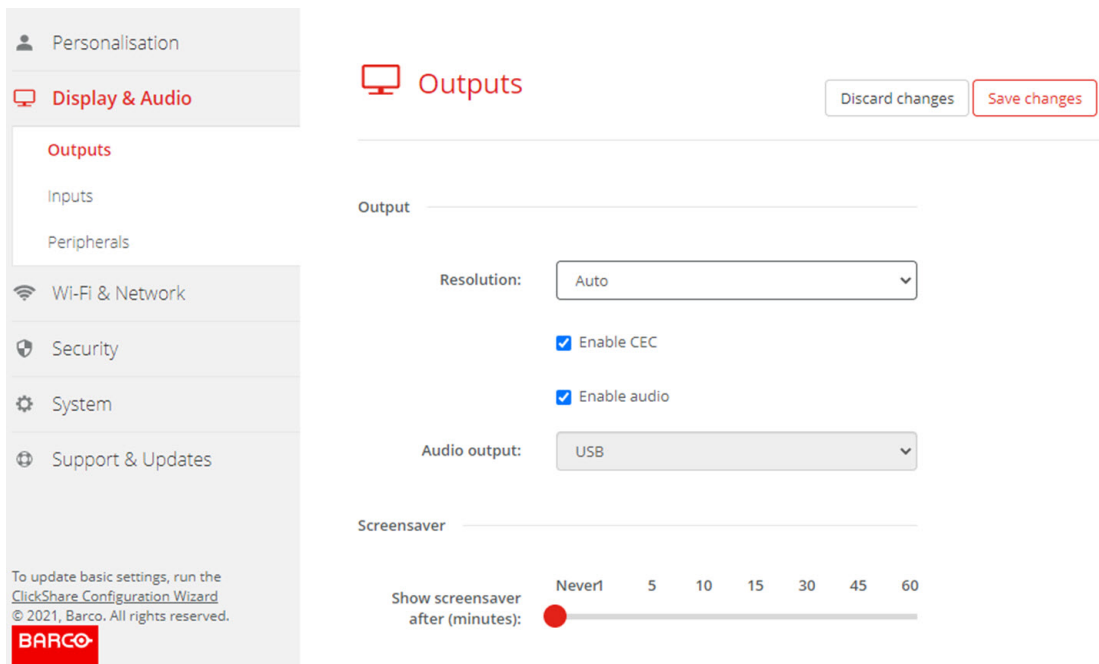 Personalisation
Display & Audio
Outputs
Inputs
Peripherals
Wi-Fi & Network
Security
System
Support & Updates
To update basic settings, run the
ClickShare Configuration Wizard
© 2021, Barco. All rights reserved.
BARCO
Outputs
Discard changes
Save changes
Output
Resolution:
Auto
Enable CEC
Enable audio
Audio output:
USB
Screensaver
Show screensaver
after (minutes):
Never 1 5 10 15 30 45 60